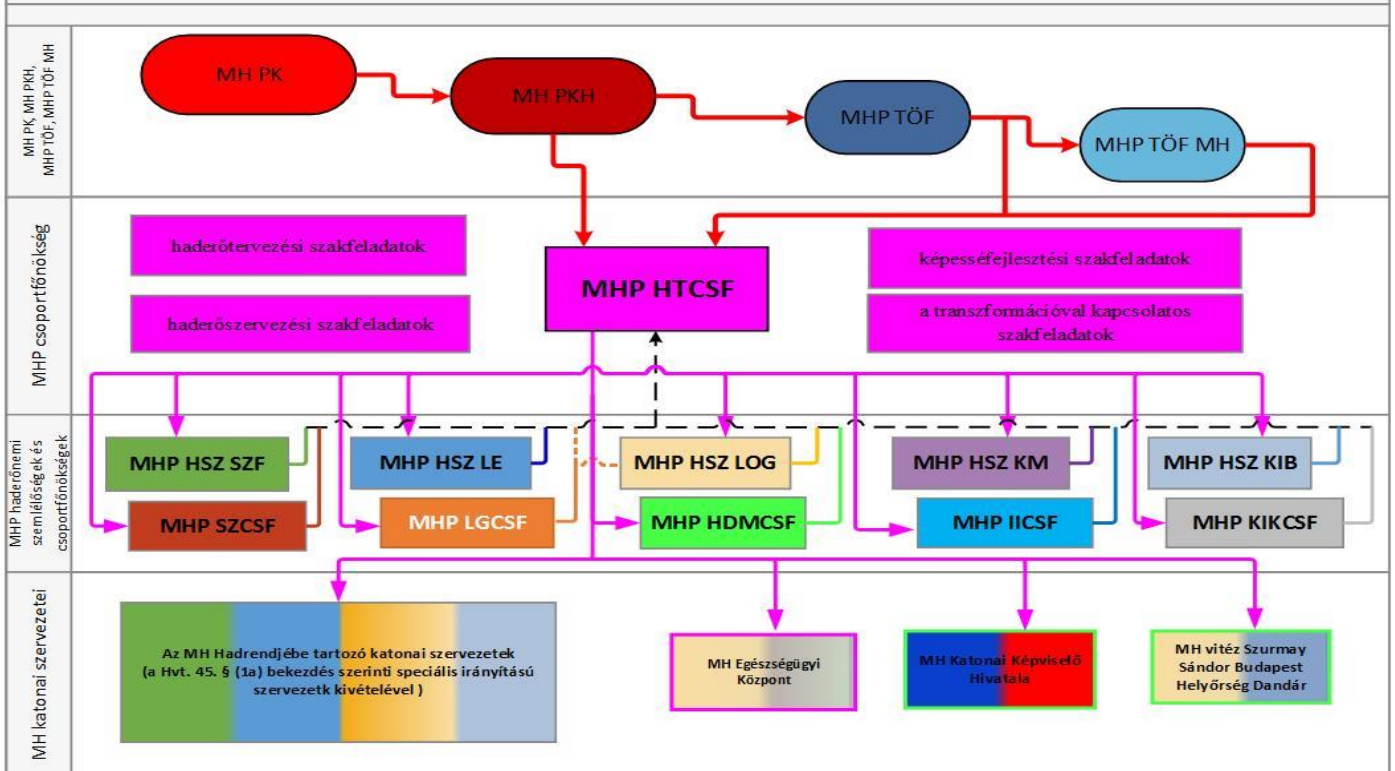 MH PK, MH PKH,
MHP TÖF, MHP TÖF MH
MH PK
MH PKH
MHP TÖF
MHP TÖF MH
MHP csoportfőnökség
haderőtervezési szakfeladatok
haderőszervezési szakfeladatok
MHP HTCSF
képességfejlesztési szakfeladatok
a transzformációval kapcsolatos
szakfeladatok
MHP haderőnemi
szemlélőségek és
csoportfőnökségek
MHP HSZ SZF
MHP HSZ LE
MHP HSZ LOG
MHP HSZ KM
MHP HSZ KIB
MHP SZCSF
MHP LGCSF
MHP HDMCSF
MHP IICSF
MHP KIKCSF
MH katonai szervezetei
Az MH Hadrendjébe tartozó katonai szervezetek
(a Hvt. 45. § (1a) bekezdés szerinti speciális irányítású
szervezetk kivételével )
MH Egészségügyi
Központ
MH Katonai Képviselő
Hivatala
MH vitéz Szurmay
Sándor Budapest
Helyőrség Dandár